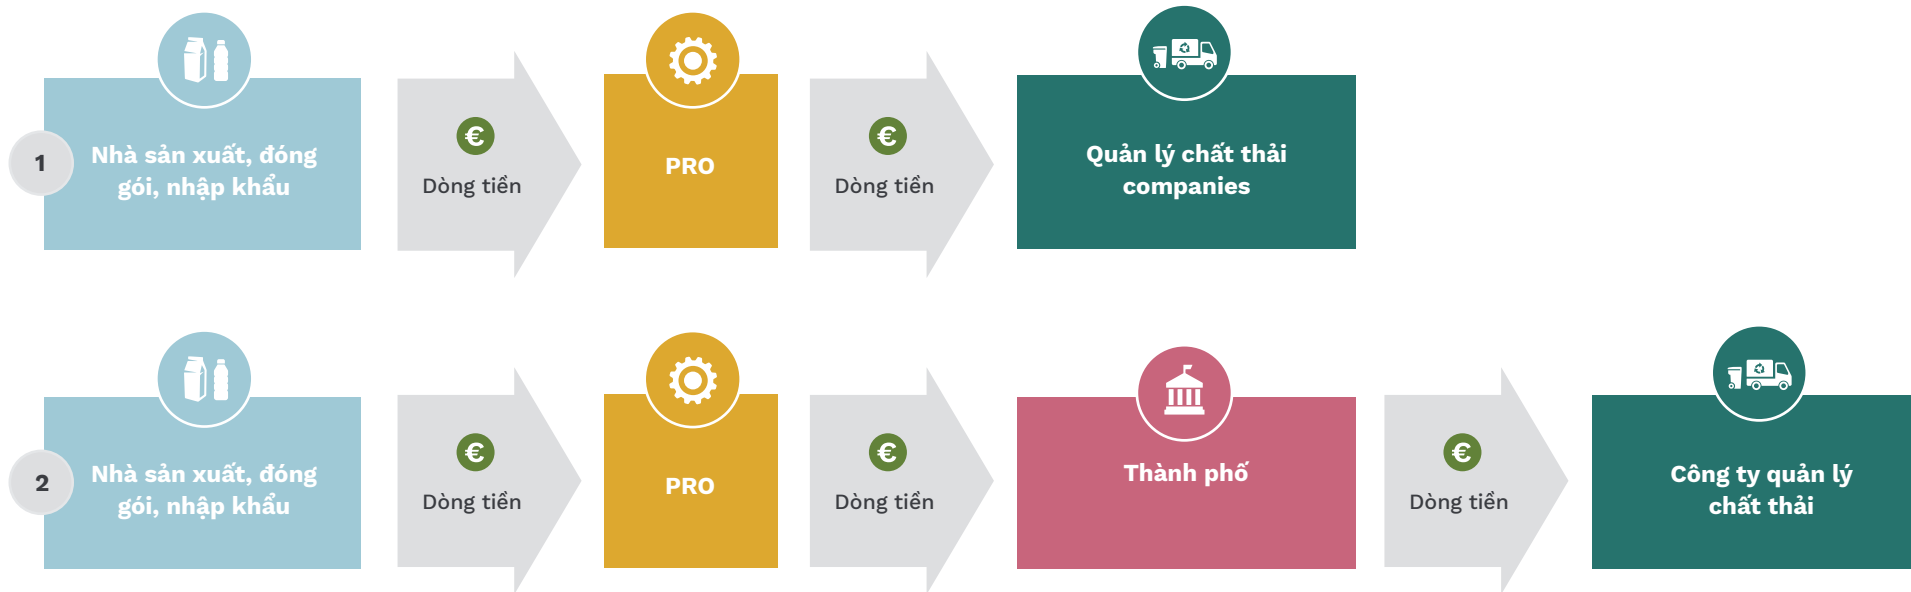 1
Nhà sản xuất, đóng
gói, nhập khẩu
€
Dòng tiền
PRO
€
Dòng tiền
Quản lý chất thải
companies
2
Nhà sản xuất, đóng
gói, nhập khẩu
€
Dòng tiền
PRO
€
Dòng tiền
Thành phố
€
Dòng tiền
Công ty quản lý
chất thải